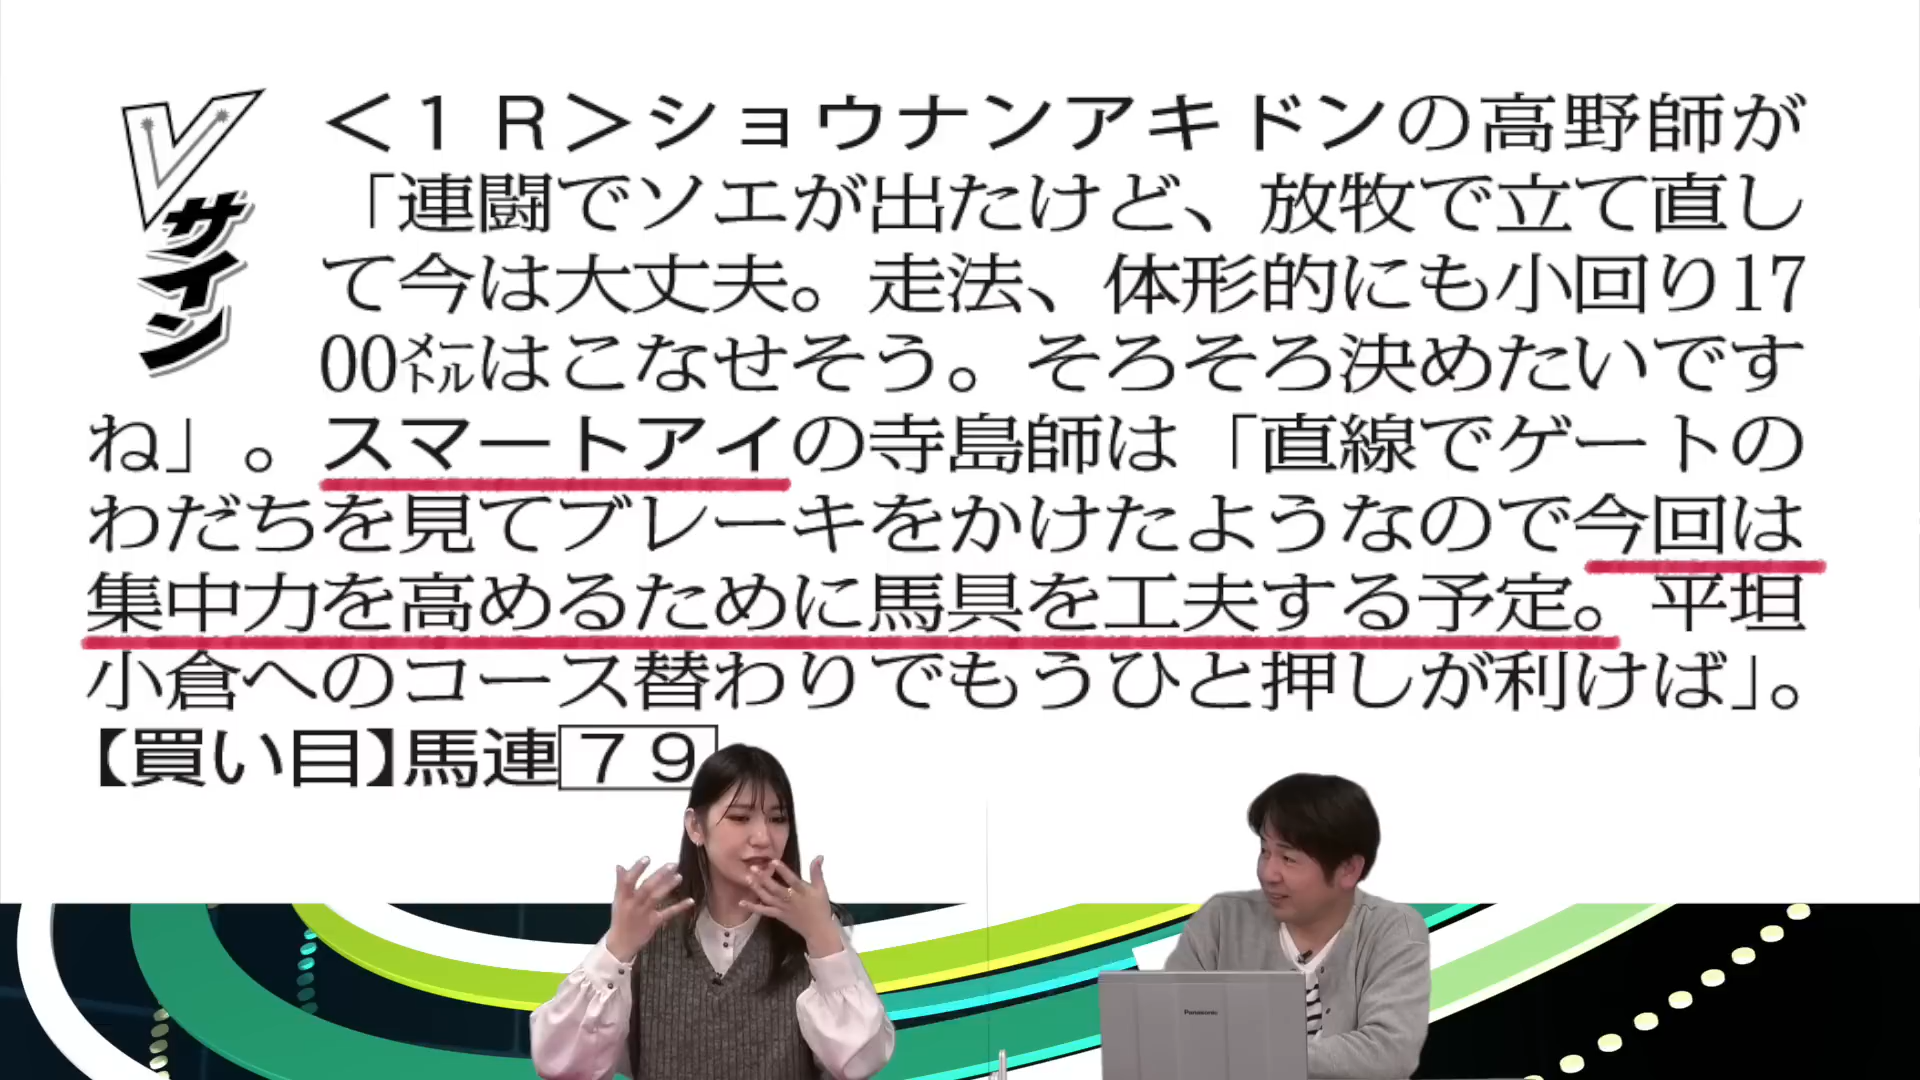 Vサイン
＜１Ｒ＞ショウナンアキドンの高野師が
「連闘でソエが出たけど、放牧で立て直し
て今は大丈夫。走法、体形的にも小回り17
00㍍はこなせそう。そろそろ決めたいです
ね」。スマートアイの寺島師は「直線でゲートの
わだちを見てブレーキをかけたようなので今回は
集中力を高めるために馬具を工夫する予定。平坦
小倉へのコース替わりでもうひと押しが利けば」。
【買い目】馬連７９
Panasonic